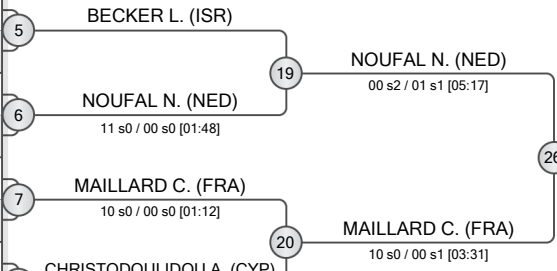 BECKER L. (ISR)
5
19
NOUFAL N. (NED)
00 s2 / 01 s1 [05:17]
NOUFAL N. (NED)
6
11 s0 / 00 s0 [01:48]
26
MAILLARD C. (FRA)
7
10 s0 / 00 s0 [01:12]
MAILLARD C. (FRA)
20
10 s0 / 00 s1 [03:31]
CHRISTODOULIDOU A. (CYP)